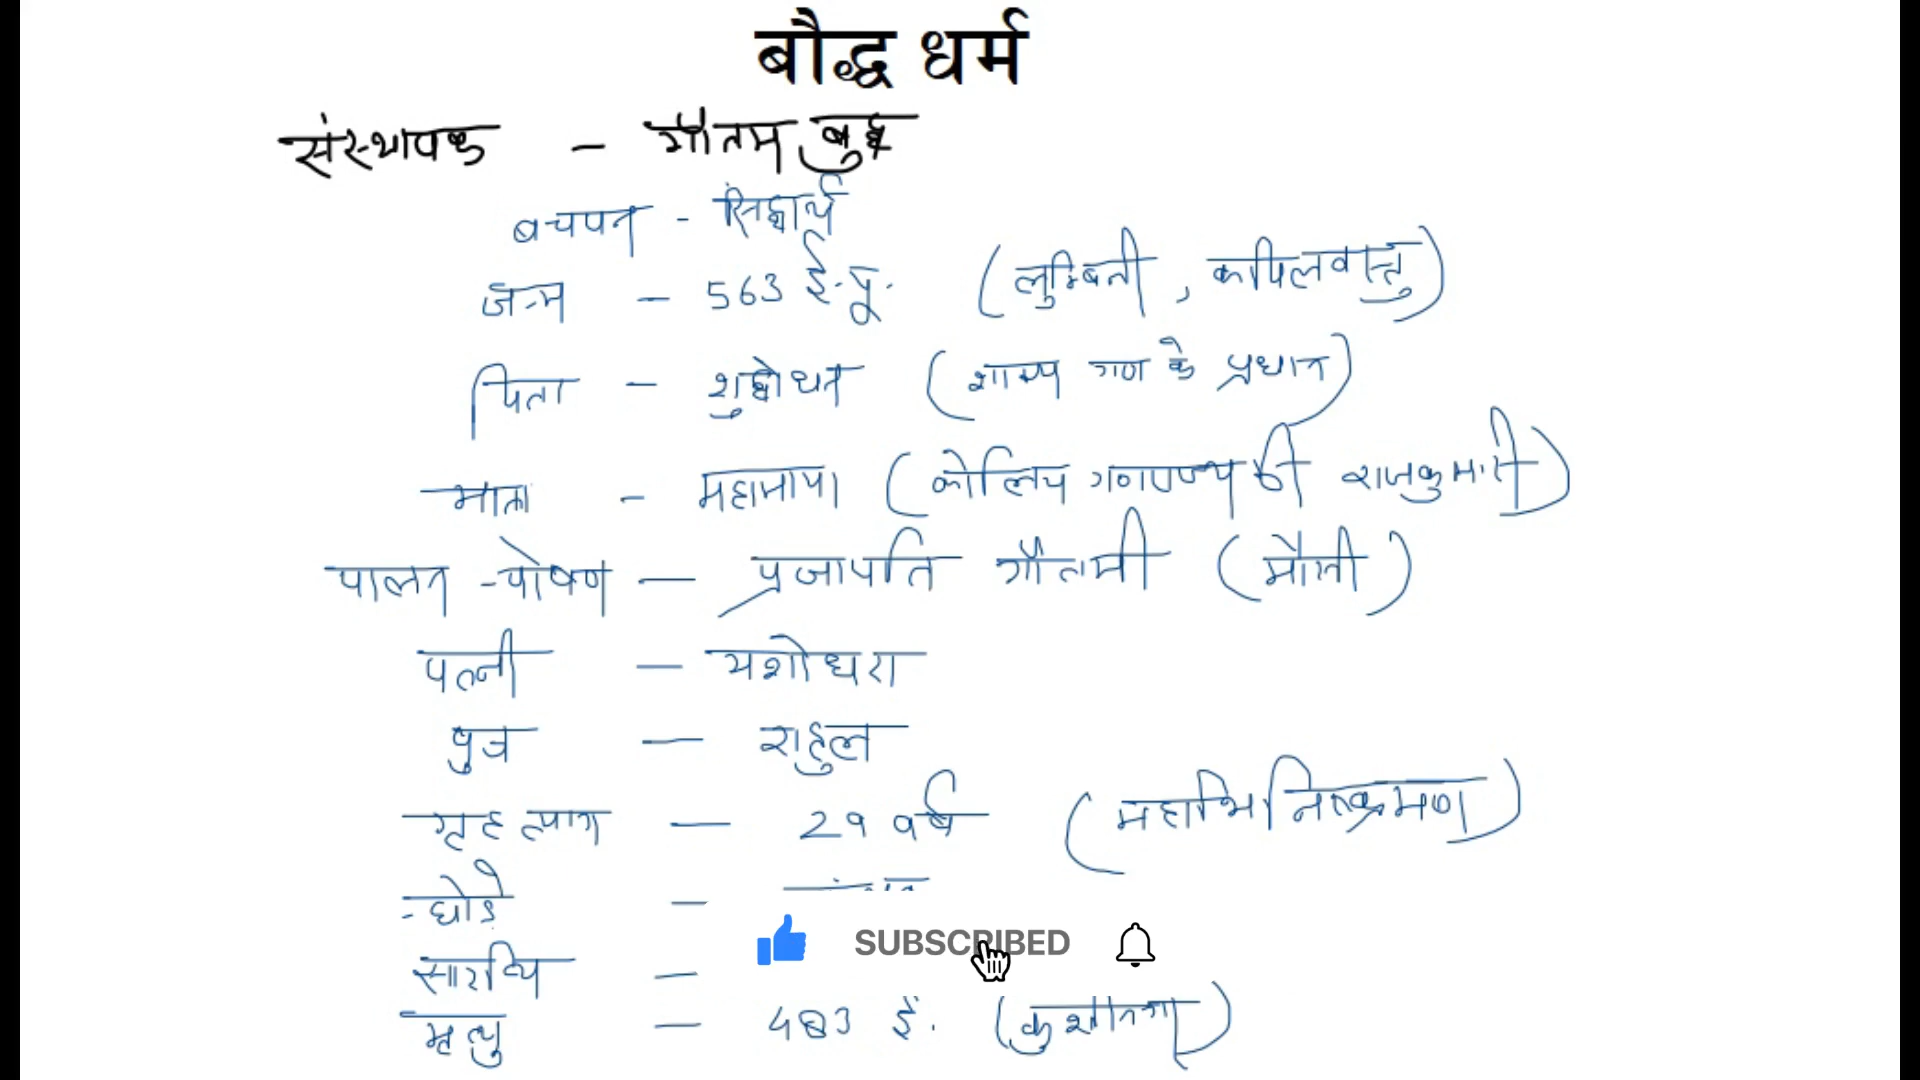 बौद्ध धर्म
संस्थापक - गौतम बुद्ध
बचपन - सिद्धार्थ
जन्म - 563 ई.पू. (लुम्बिनी, कपिलवस्तु)
पिता - शुद्धोधन (शाक्य गण के प्रधान)
माता - महामाया (कोलिय गणराज्य की राजकुमारी)
पालन-पोषण - प्रजापति गौतमी (मौसी)
पत्नी - यशोधरा
पुत्र - राहुल
गृह त्याग - 29 वर्ष (महाभिनिष्क्रमण)
घोड़े -
SUBSCRIBED
सारथि -
मृत्यु - 483 ई. (कुशीनगर)